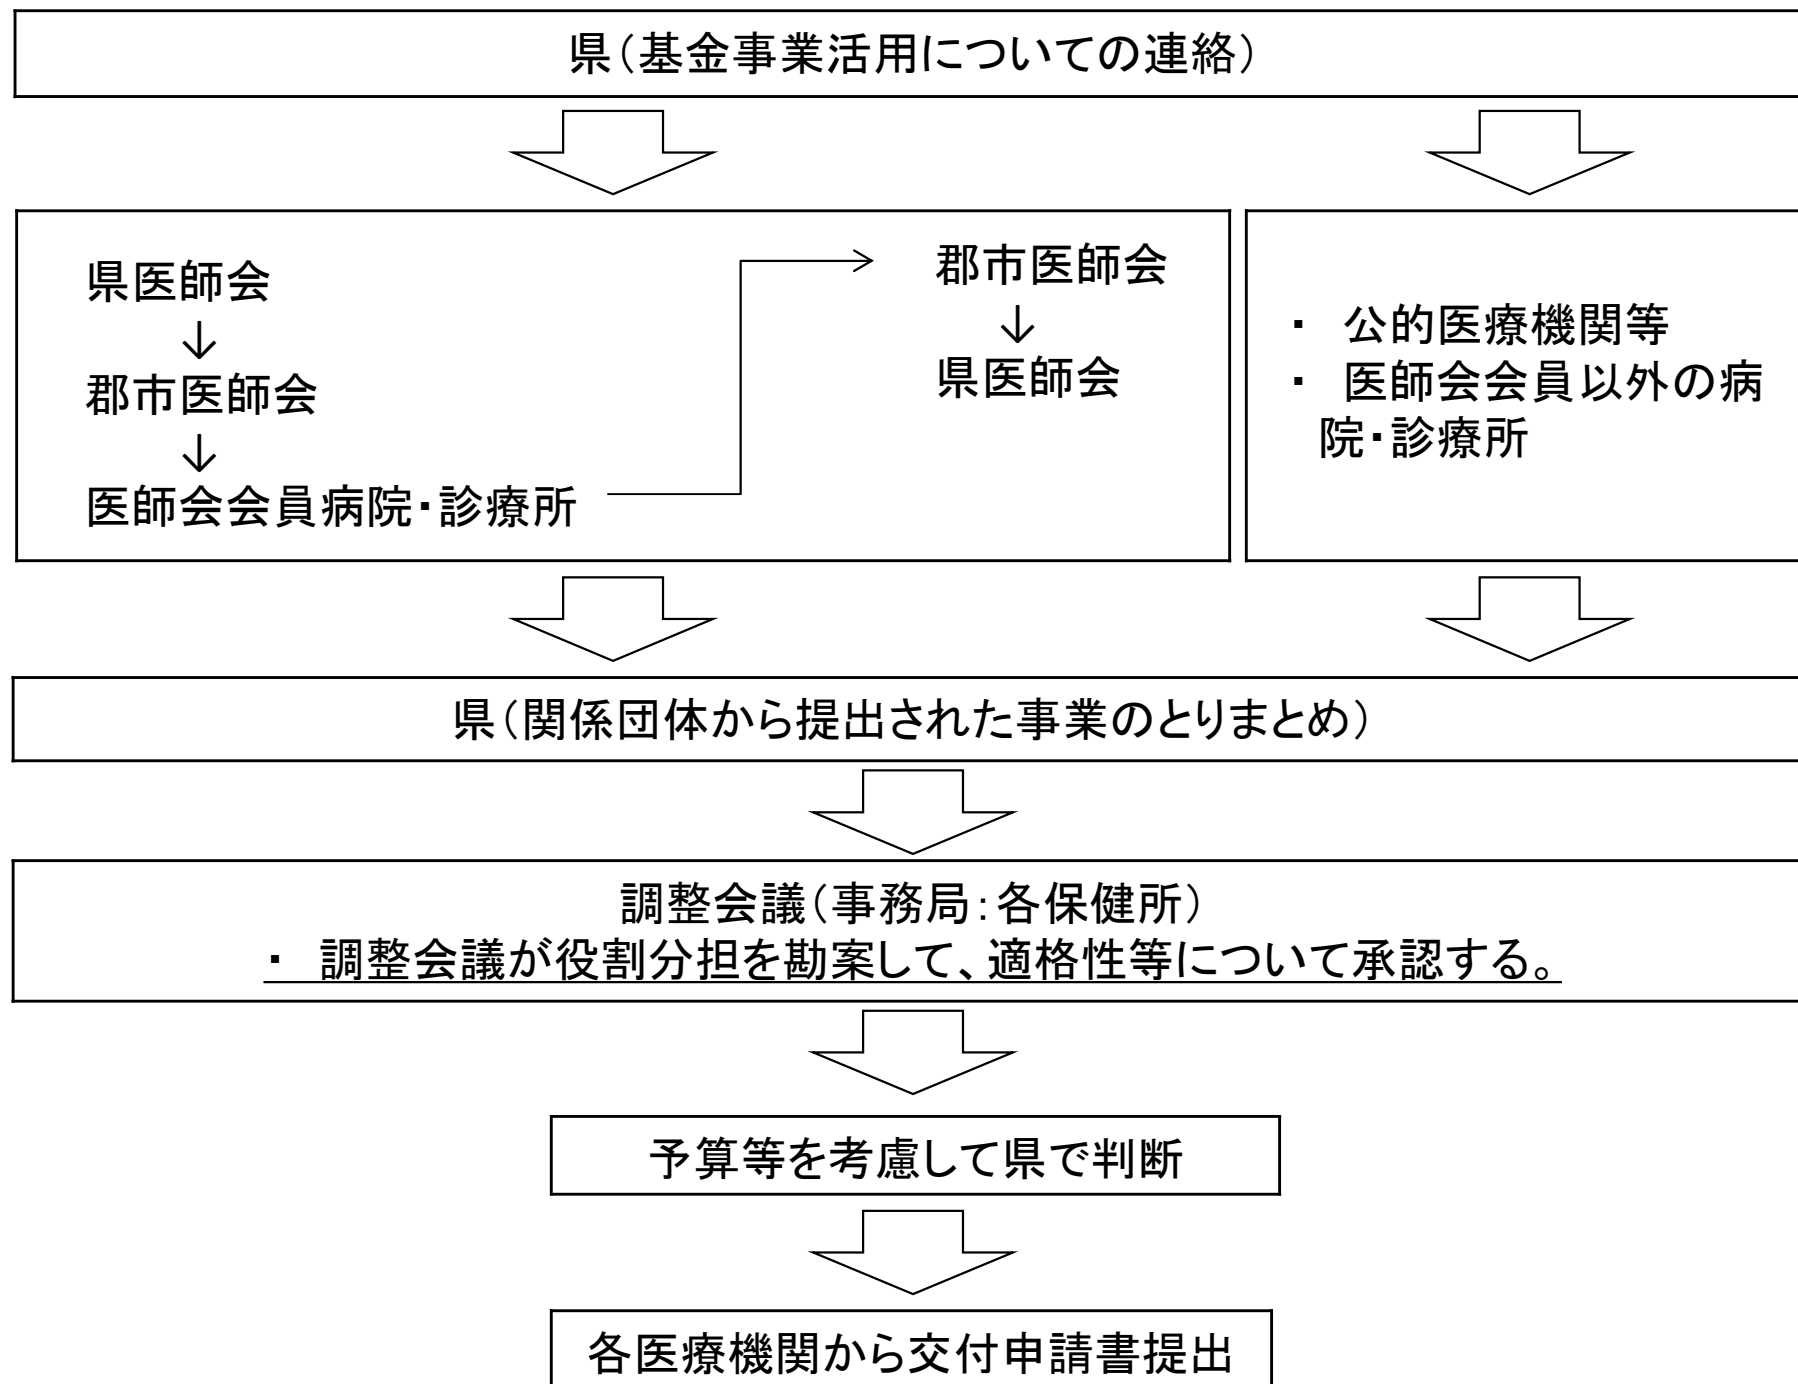 県（基金事業活用についての連絡）
県医師会
↓
郡市医師会
↓
医師会会員病院・診療所
郡市医師会
↓
県医師会
・　公的医療機関等
・　医師会会員以外の病
院・診療所
県（関係団体から提出された事業のとりまとめ）
調整会議（事務局：各保健所）
・　調整会議が役割分担を勘案して、適格性等について承認する。
予算等を考慮して県で判断
各医療機関から交付申請書提出